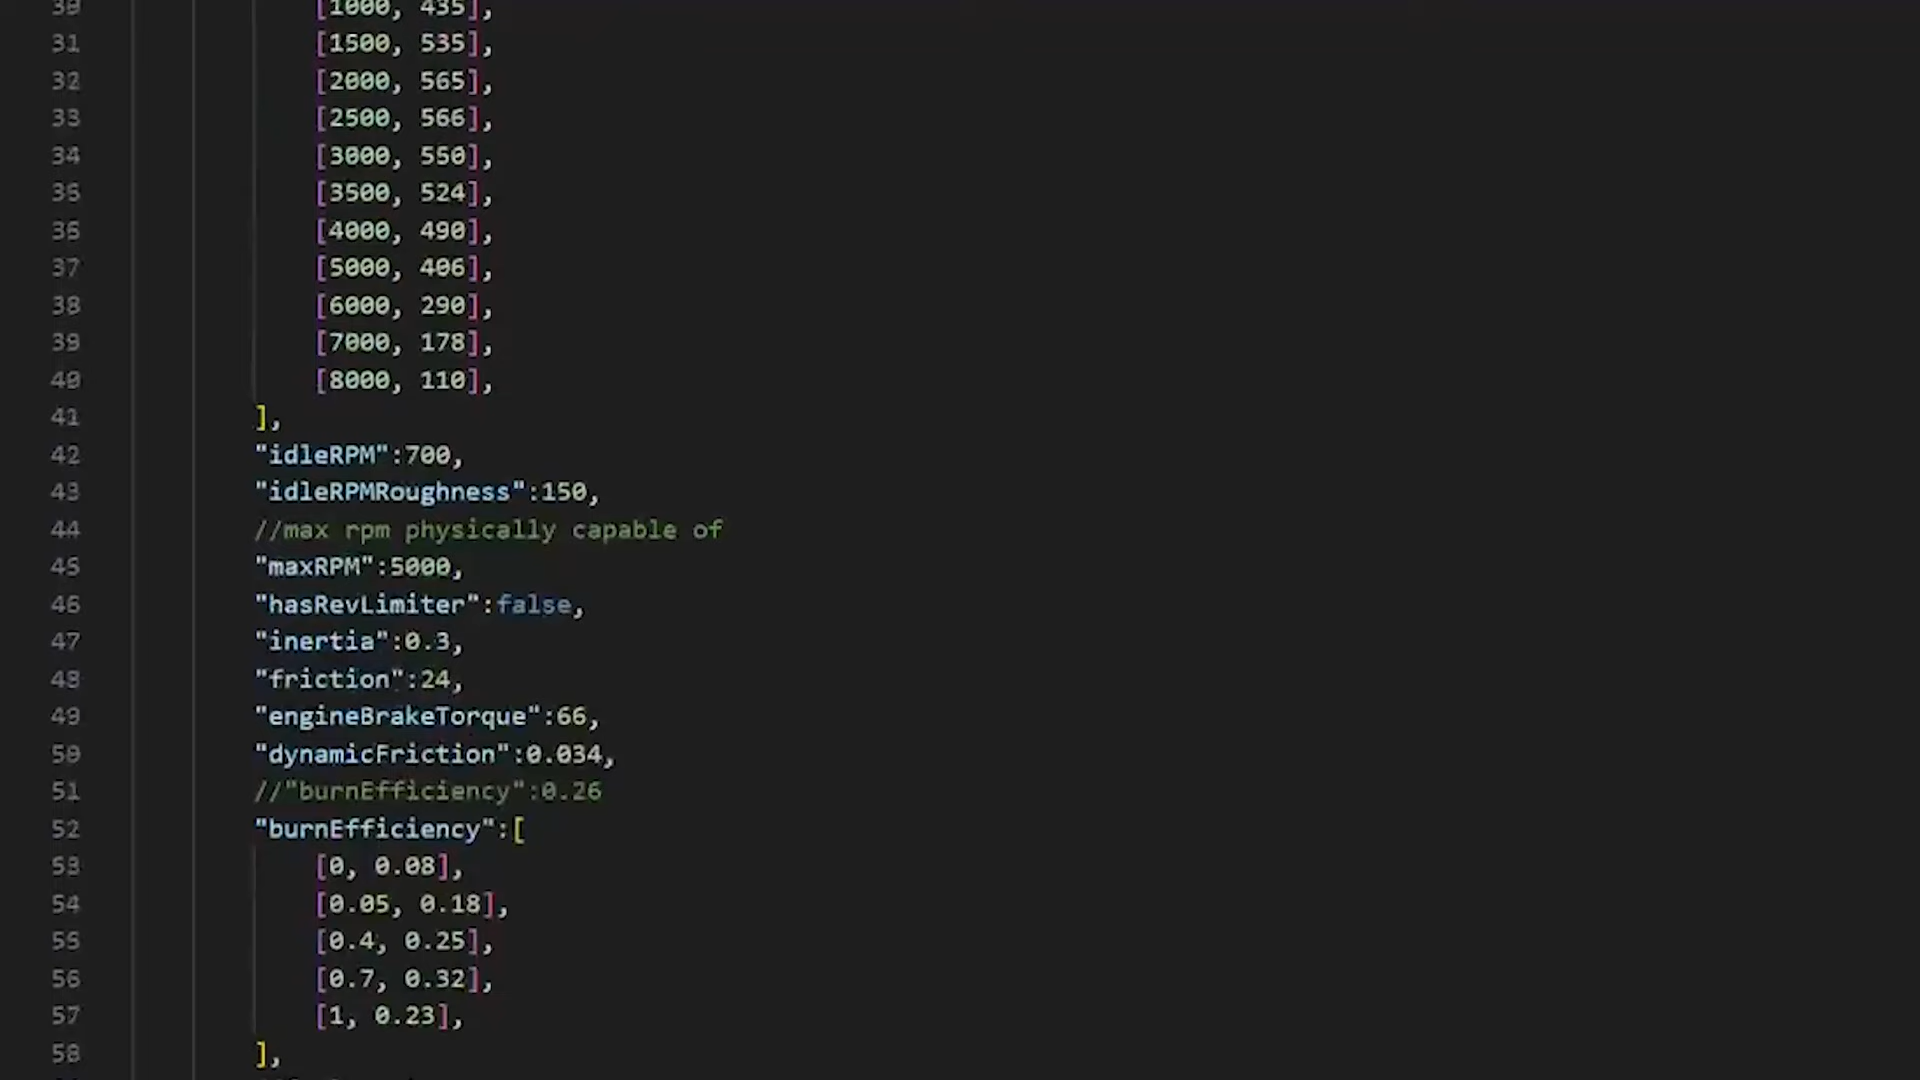 30 [1000, 435],
31 [1500, 535],
32 [2000, 565],
33 [2500, 566],
34 [3000, 550],
35 [3500, 524],
36 [4000, 490],
37 [5000, 406],
38 [6000, 290],
39 [7000, 178],
40 [8000, 110],
41 ],
42 "idleRPM":700,
43 "idleRPMRoughness":150,
44 //max rpm physically capable of
45 "maxRPM":5000,
46 "hasRevLimiter":false,
47 "inertia":0.3,
48 "friction":24,
49 "engineBrakeTorque":66,
50 "dynamicFriction":0.034,
51 //"burnEfficiency":0.26
52 "burnEfficiency":[
53 [0, 0.08],
54 [0.05, 0.18],
55 [0.4, 0.25],
56 [0.7, 0.32],
57 [1, 0.23],
58 ],